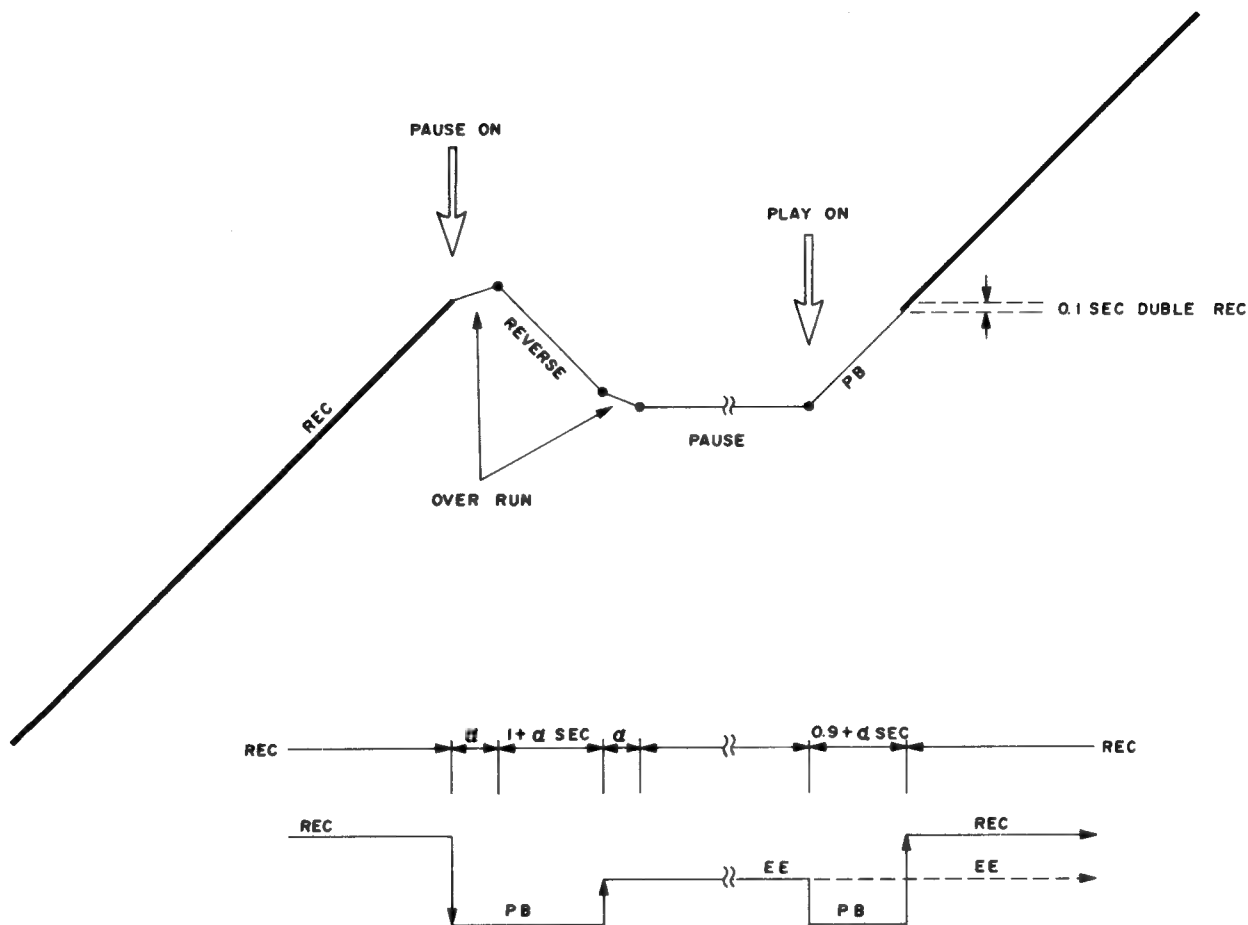 PAUSE ON
PLAY ON
0.1 SEC DUBLE REC
REVERSE
PB
REC
PAUSE
OVER RUN
REC
α
1 + α SEC
α
0.9 + α SEC
REC
REC
REC
EE
EE
PB
PB